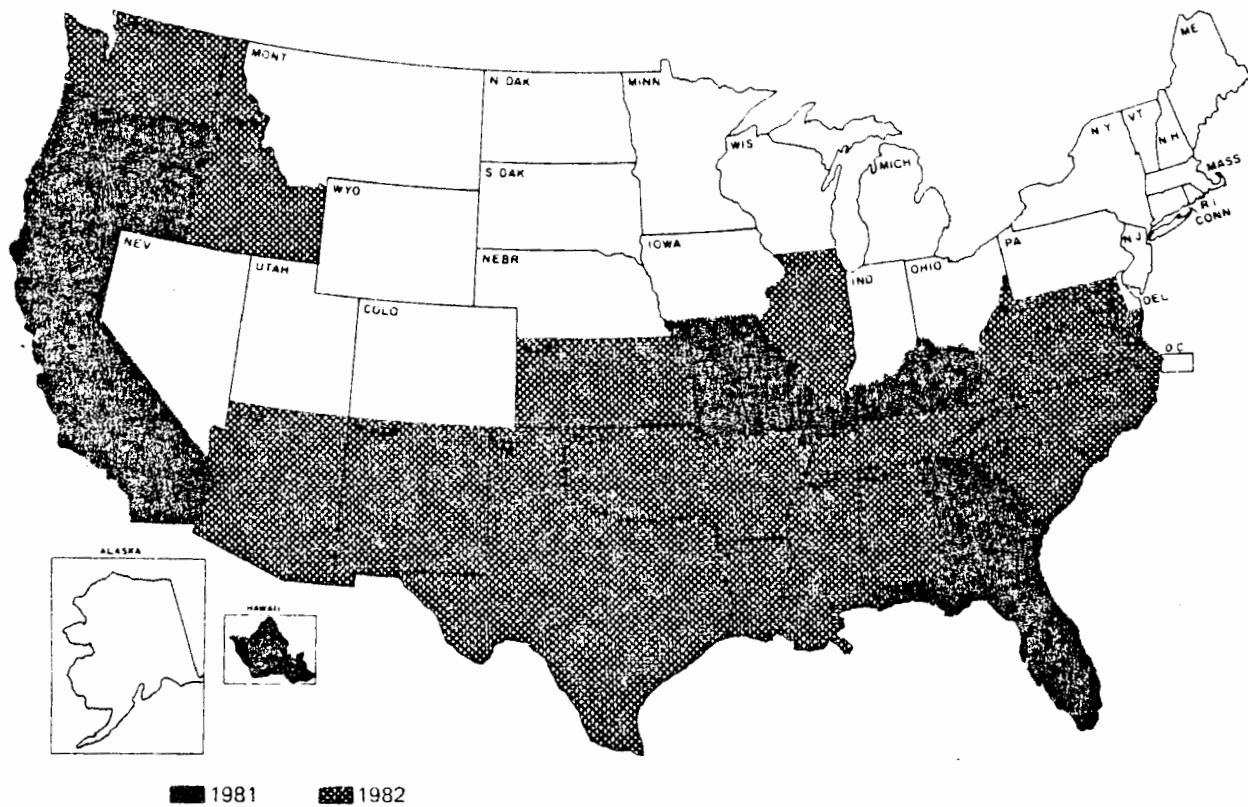 ME
MONT
N DAK
MINN
VT
N Y
N H
WIS
MICH
S DAK
MASS
WYO
R I
CONN
NEV
IOWA
PA
N J
NEBR
UTAH
IND
OHIO
DEL
COLO
D C
ALASKA
HAWAII
1981 1982